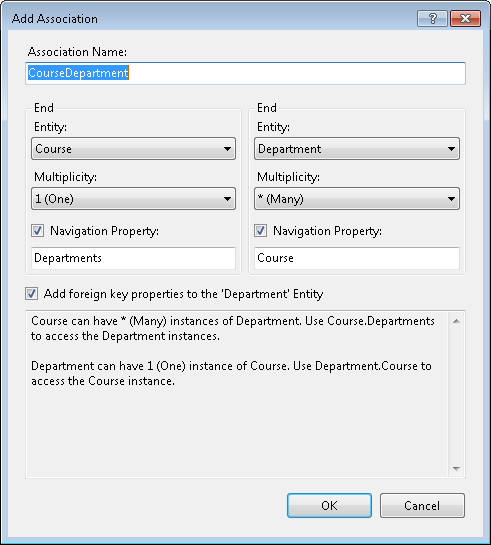 Add Association
Association Name:
CourseDepartment
End
Entity:
Course
Multiplicity:
1 (One)
Navigation Property:
Departments
End
Entity:
Department
Multiplicity:
* (Many)
Navigation Property:
Course
Add foreign key properties to the 'Department' Entity
Course can have * (Many) instances of Department. Use Course.Departments
to access the Department instances.
Department can have 1 (One) instance of Course. Use Department.Course to
access the Course instance.
OK
Cancel